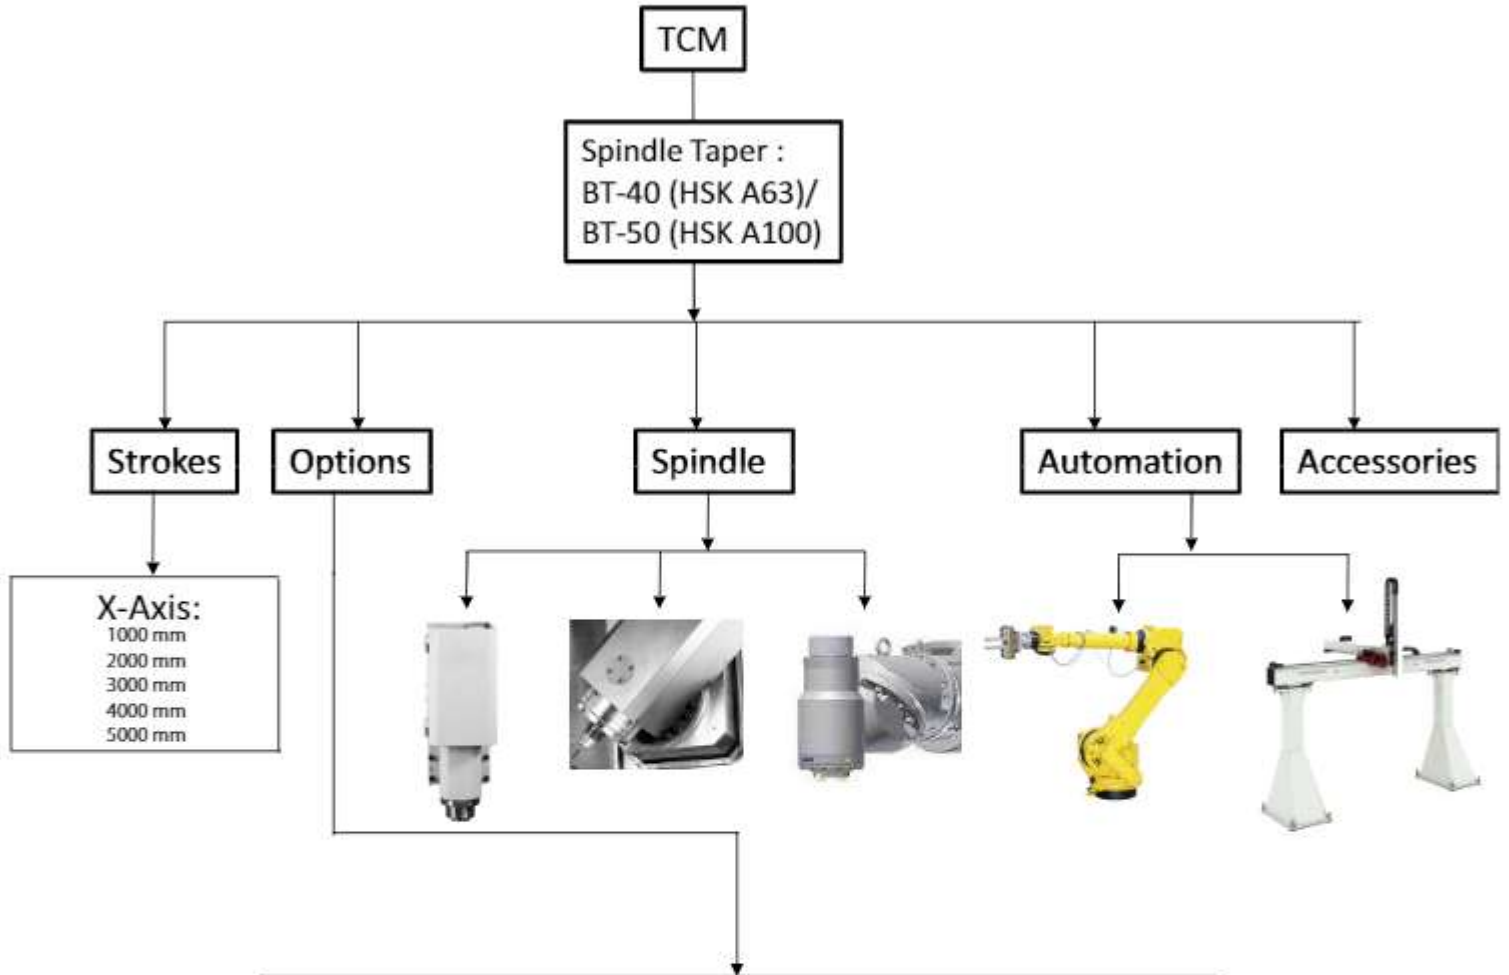 TCM
Spindle Taper :
BT-40 (HSK A63)/
BT-50 (HSK A100)
Strokes
Options
Spindle
Automation
Accessories
X-Axis:
1000 mm
2000 mm
3000 mm
4000 mm
5000 mm